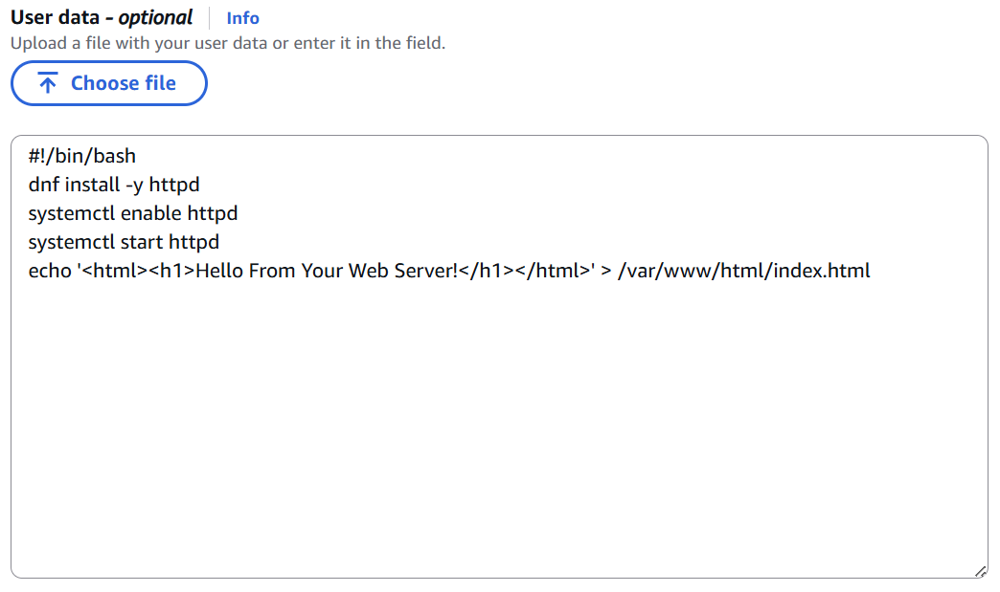 User data - optional Info
Upload a file with your user data or enter it in the field.
Choose file
#!/bin/bash
dnf install -y httpd
systemctl enable httpd
systemctl start httpd
echo '<html><h1>Hello From Your Web Server!</h1></html>' > /var/www/html/index.html